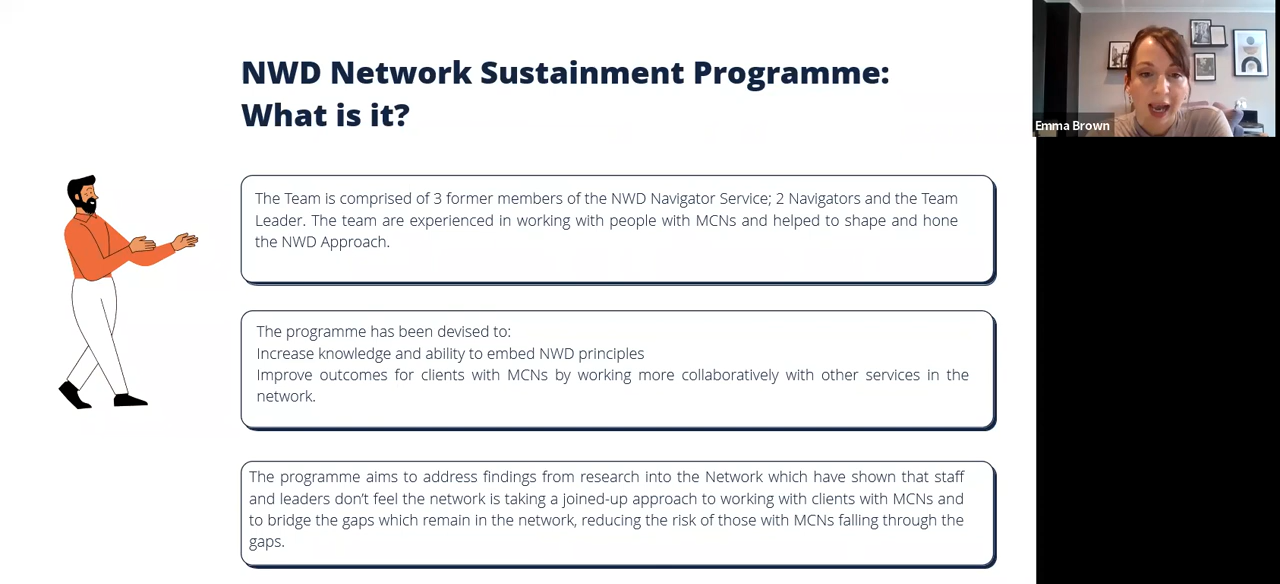 NWD Network Sustainment Programme:
What is it?
Emma Brown
The Team is comprised of 3 former members of the NWD Navigator Service; 2 Navigators and the Team
Leader. The team are experienced in working with people with MCNs and helped to shape and hone
the NWD Approach.
The programme has been devised to:
Increase knowledge and ability to embed NWD principles
Improve outcomes for clients with MCNs by working more collaboratively with other services in the
network.
The programme aims to address findings from research into the Network which have shown that staff
and leaders don’t feel the network is taking a joined-up approach to working with clients with MCNs and
to bridge the gaps which remain in the network, reducing the risk of those with MCNs falling through the
gaps.